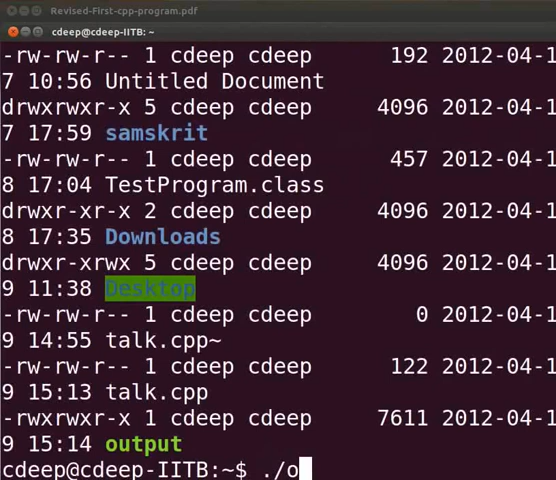 Revised-First-cpp-program.pdf
cdeep@cdeep-IITB: ~
-rw-rw-r-- 1 cdeep cdeep 192 2012-04-1
7 10:56 Untitled Document
drwxrwxr-x 5 cdeep cdeep 4096 2012-04-1
7 17:59 samskrit
-rw-rw-r-- 1 cdeep cdeep 457 2012-04-1
8 17:04 TestProgram.class
drwxr-xr-x 2 cdeep cdeep 4096 2012-04-1
8 17:35 Downloads
drwxr-xrwx 5 cdeep cdeep 4096 2012-04-1
9 11:38 Desktop
-rw-rw-r-- 1 cdeep cdeep 0 2012-04-1
9 14:55 talk.cpp~
-rw-rw-r-- 1 cdeep cdeep 122 2012-04-1
9 15:13 talk.cpp
-rwxrwxr-x 1 cdeep cdeep 7611 2012-04-1
9 15:14 output
cdeep@cdeep-IITB:~$ ./o